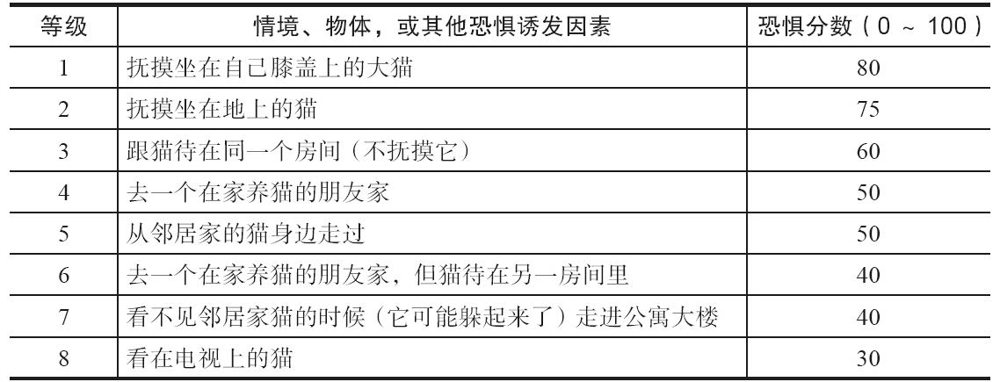 等级 情境、物体，或其他恐惧诱发因素 恐惧分数（0 ~ 100）
1 抚摸坐在自己膝盖上的大猫 80
2 抚摸坐在地上的猫 75
3 跟猫待在同一个房间（不抚摸它） 60
4 去一个在家养猫的朋友家 50
5 从邻居家的猫身边走过 50
6 去一个在家养猫的朋友家，但猫待在另一房间里 40
7 看不见邻居家猫的时候（它可能躲起来了）走进公寓大楼 40
8 看在电视上的猫 30